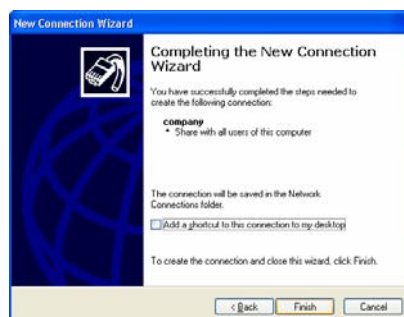 New Connection Wizard
Completing the New Connection
Wizard
You have successfully completed the steps needed to
create the following connection:
company
• Share with all users of this computer
The connection will be saved in the Network
Connections folder.
Add a shortcut to this connection to my desktop
To create the connection and close this wizard, click Finish.
< Back
Finish
Cancel